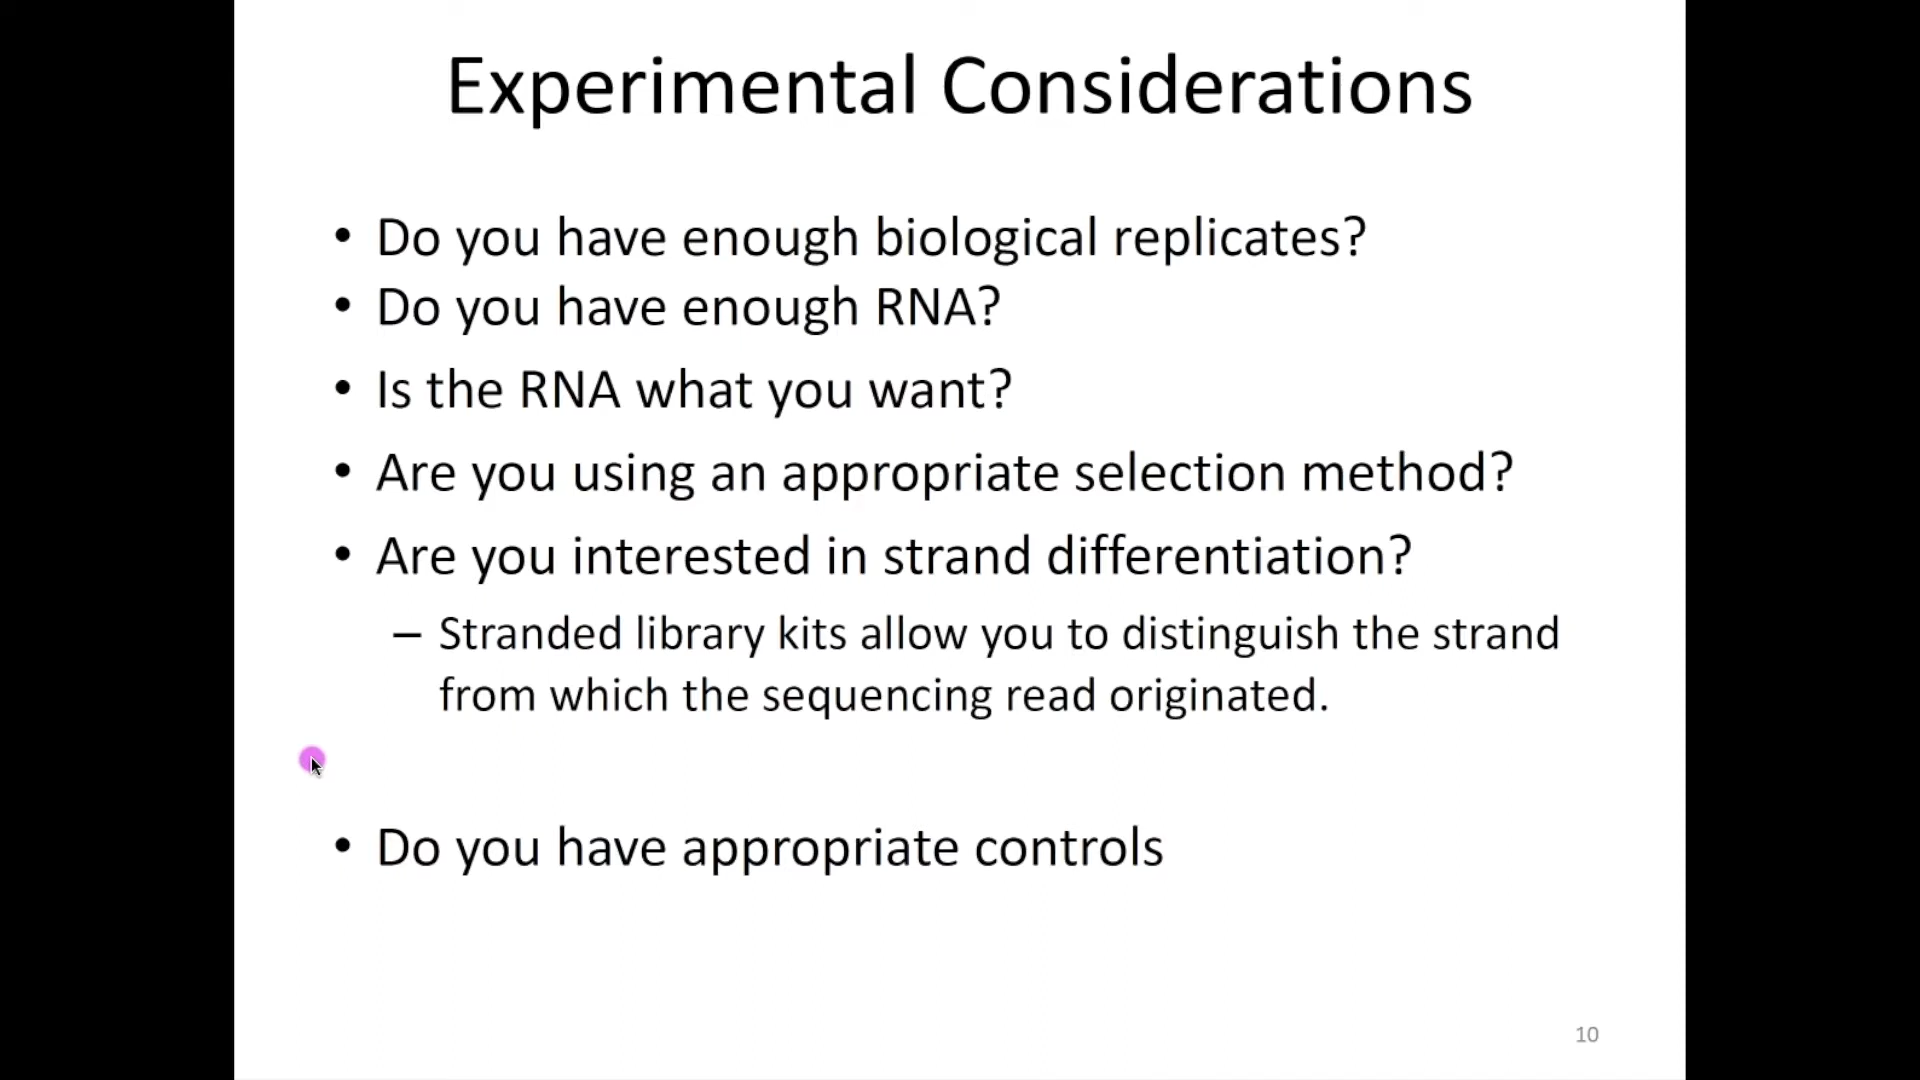 Experimental Considerations
• Do you have enough biological replicates?
• Do you have enough RNA?
• Is the RNA what you want?
• Are you using an appropriate selection method?
• Are you interested in strand differentiation?
– Stranded library kits allow you to distinguish the strand
from which the sequencing read originated.
• Do you have appropriate controls
10